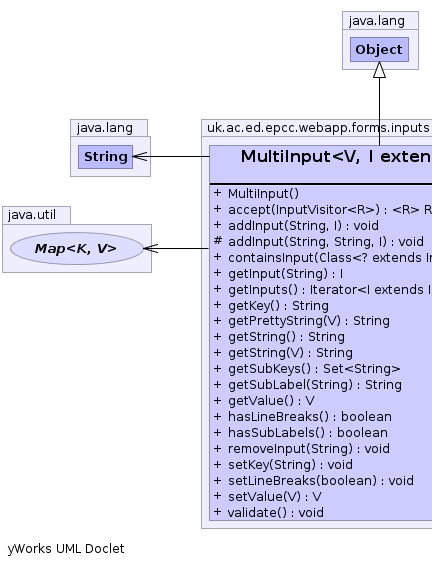 java.lang
Object
java.lang
String
uk.ac.ed.epcc.webapp.forms.inputs
MultiInput<V, I exten
java.util
Map<K, V>
+ MultiInput()
+ accept(InputVisitor<R>) : <R> R
+ addInput(String, I) : void
# addInput(String, String, I) : void
+ containsInput(Class<? extends In
+ getInput(String) : I
+ getInputs() : Iterator<I extends I
+ getKey() : String
+ getPrettyString(V) : String
+ getString() : String
+ getString(V) : String
+ getSubKeys() : Set<String>
+ getSubLabel(String) : String
+ getValue() : V
+ hasLineBreaks() : boolean
+ hasSubLabels() : boolean
+ removeInput(String) : void
+ setKey(String) : void
+ setLineBreaks(boolean) : void
+ setValue(V) : V
+ validate() : void
yWorks UML Doclet